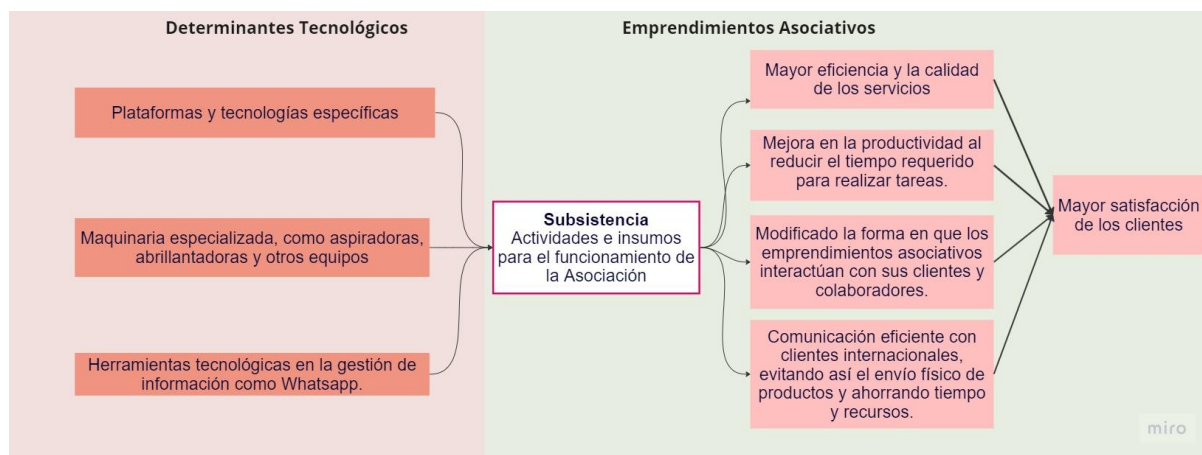 Determinantes Tecnológicos
Plataformas y tecnologías específicas
Maquinaria especializada, como aspiradoras,
abrillantadoras y otros equipos
Herramientas tecnológicas en la gestión de
información como Whatsapp.
Emprendimientos Asociativos
Subsistencia
Actividades e insumos
para el funcionamiento de
la Asociación
Mayor eficiencia y la calidad
de los servicios
Mejora en la productividad al
reducir el tiempo requerido
para realizar tareas.
Modificado la forma en que los
emprendimientos asociativos
interactúan con sus clientes y
colaboradores.
Comunicación eficiente con
clientes internacionales,
evitando así el envío físico de
productos y ahorrando tiempo
y recursos.
Mayor satisfacción
de los clientes
miro